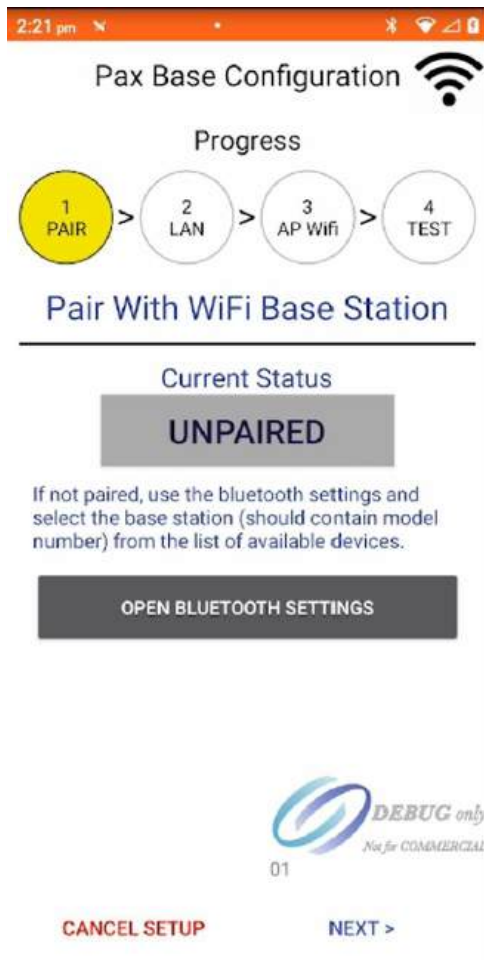 2:21 pm
Pax Base Configuration
Progress
1
PAIR
>
2
LAN
>
3
AP Wifi
>
4
TEST
Pair With WiFi Base Station
Current Status
UNPAIRED
If not paired, use the bluetooth settings and
select the base station (should contain model
number) from the list of available devices.
OPEN BLUETOOTH SETTINGS
DEBUG only
Not for COMMERCIAL
01
CANCEL SETUP
NEXT >